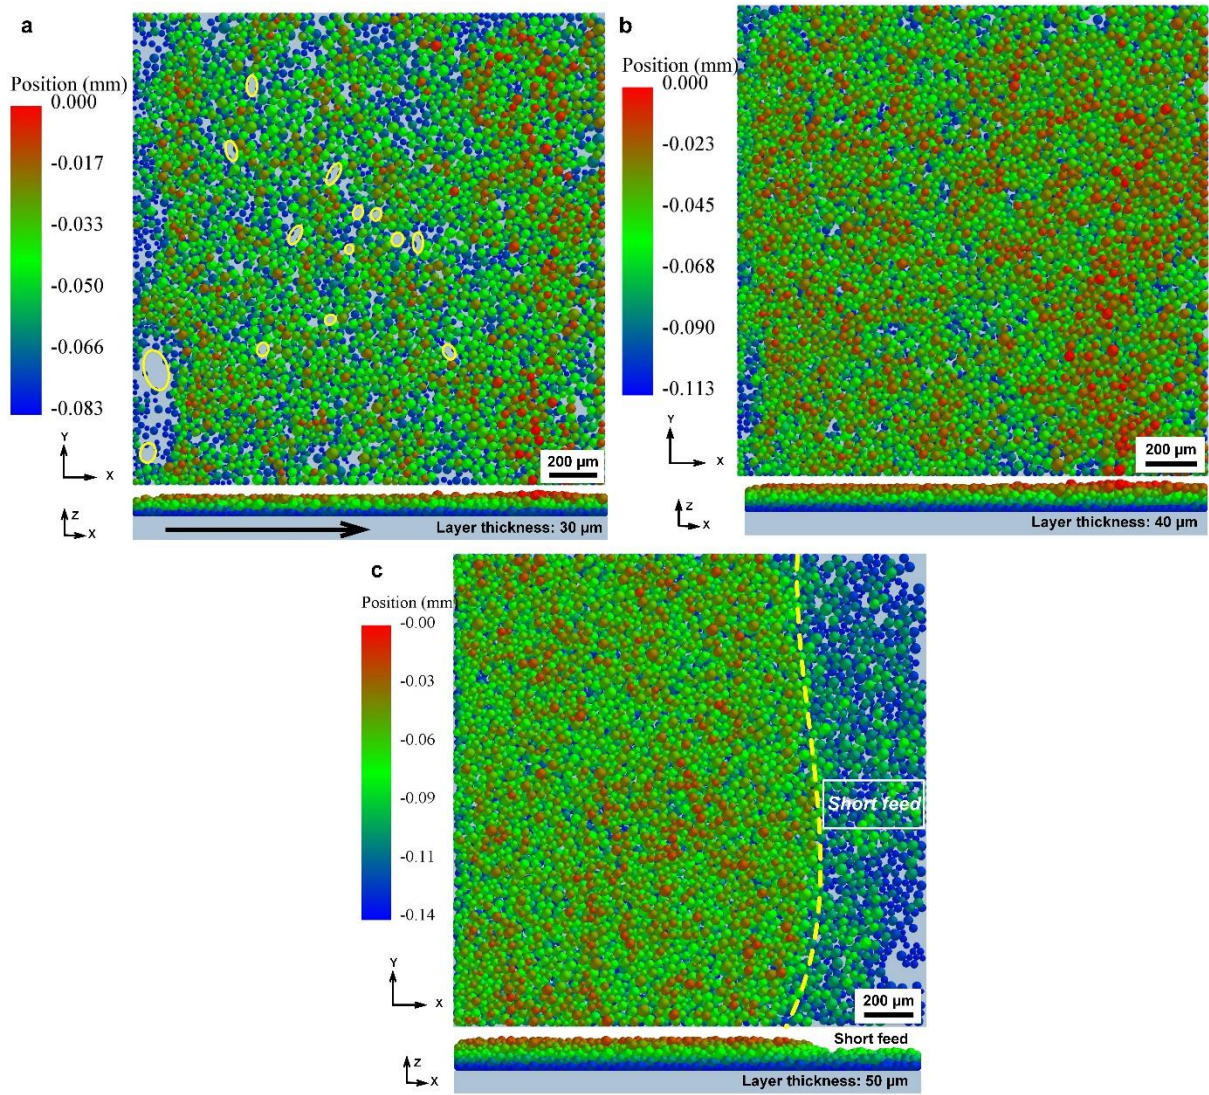 a
Position (mm)
0.000
-0.017
-0.033
-0.050
-0.066
-0.083
Y
X
200 µm
Z
X
Layer thickness: 30 µm
b
Position (mm)
0.000
-0.023
-0.045
-0.068
-0.090
-0.113
Y
X
200 µm
Z
X
Layer thickness: 40 µm
c
Position (mm)
-0.00
-0.03
-0.06
-0.09
-0.11
-0.14
Short feed
Y
X
200 µm
Short feed
Z
X
Layer thickness: 50 µm